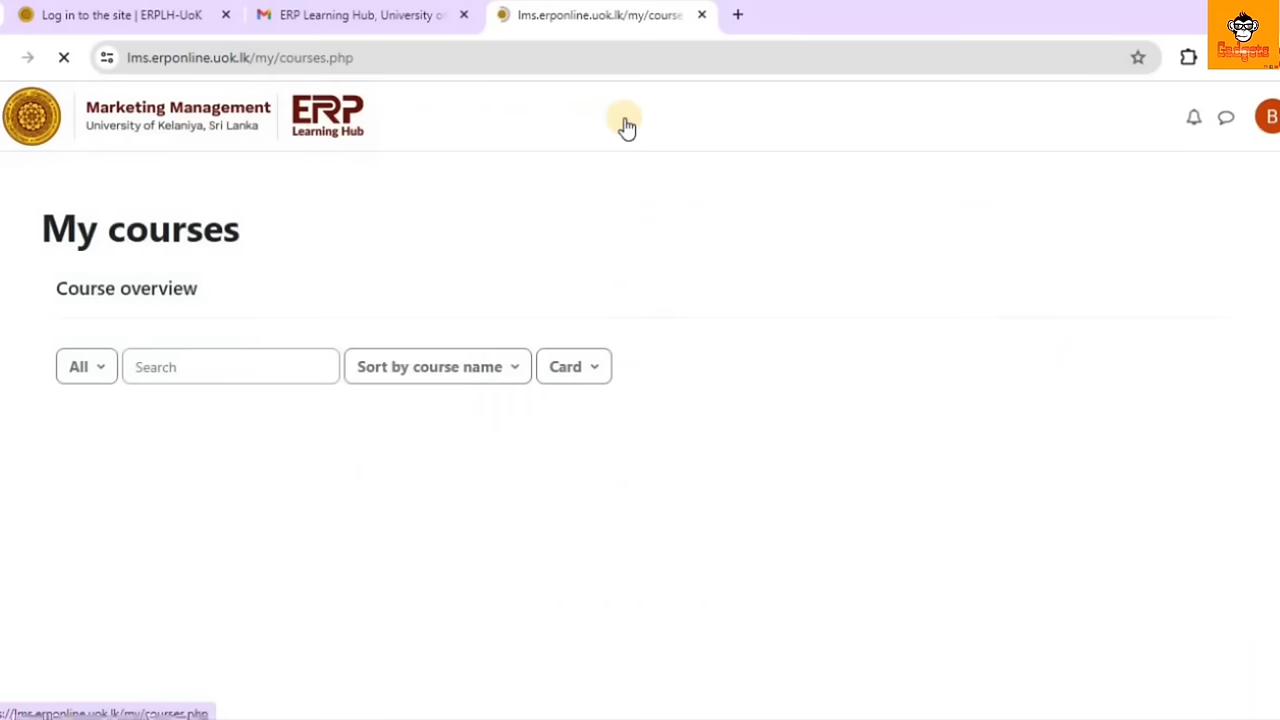 Log in to the site | ERPLH-UoK
ERP Learning Hub, University o
lms.erponline.uok.lk/my/course
lms.erponline.uok.lk/my/courses.php
Gadgets
Marketing Management
University of Kelaniya, Sri Lanka
ERP
Learning Hub
B
My courses
Course overview
All
Search
Sort by course name
Card
s://lms.erponline.uok.lk/my/courses.php